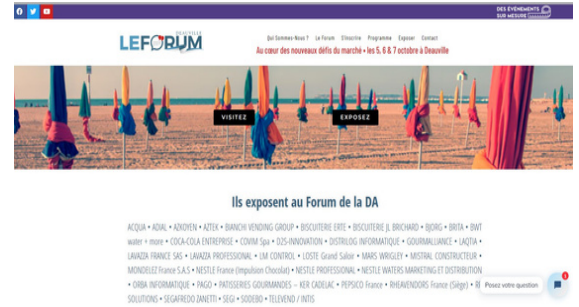 DES ÉVÉNEMENTS
SUR MESURE
DEAUVILLE
LEFORUM
Qui Sommes-Nous ? Le Forum S'inscrire Programme Exposer Contact
Au cœur des nouveaux défis du marché • les 5, 6 & 7 octobre à Deauville
VISITEZ
EXPOSEZ
Ils exposent au Forum de la DA
ACQUA • ADIAL • AZKOYEN • AZTEK • BIANCHI VENDING GROUP • BISCUITERIE ERTE • BISCUITERIE JL BRICHARD • BJORG • BRITA • BWT
water + more • COCA-COLA ENTREPRISE • COVIM Spa • D2S-INNOVATION • DISTRILOG INFORMATIQUE • GOURMALLIANCE • LAQTIA •
LAVAZZA FRANCE SAS • LAVAZZA PROFESSIONAL • LM CONTROL • LOSTE Grand Saloir • MARS WRIGLEY • MISTRAL CONSTRUCTEUR •
MONDELEZ France S.A.S • NESTLE France (Impulsion Chocolat) • NESTLE PROFESSIONAL • NESTLE WATERS MARKETING ET DISTRIBUTION
• ORBA INFORMATIQUE • PAGO • PATISSERIES GOURMANDES – KER CADELAC • PEPSICO France • RHEAVENDORS France (Siège) •
SOLUTIONS • SEGAFREDO ZANETTI • SEGI • SODEBO • TELEVEND / INTIS
Posez votre question
1